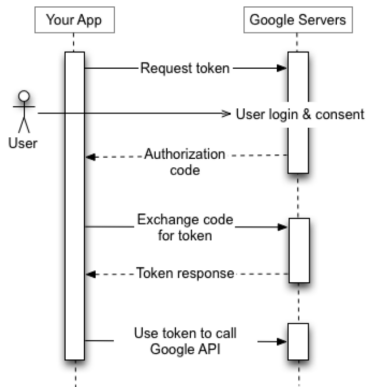 Your App
Google Servers
Request token
User login & consent
User
Authorization
code
Exchange code
for token
Token response
Use token to call
Google API